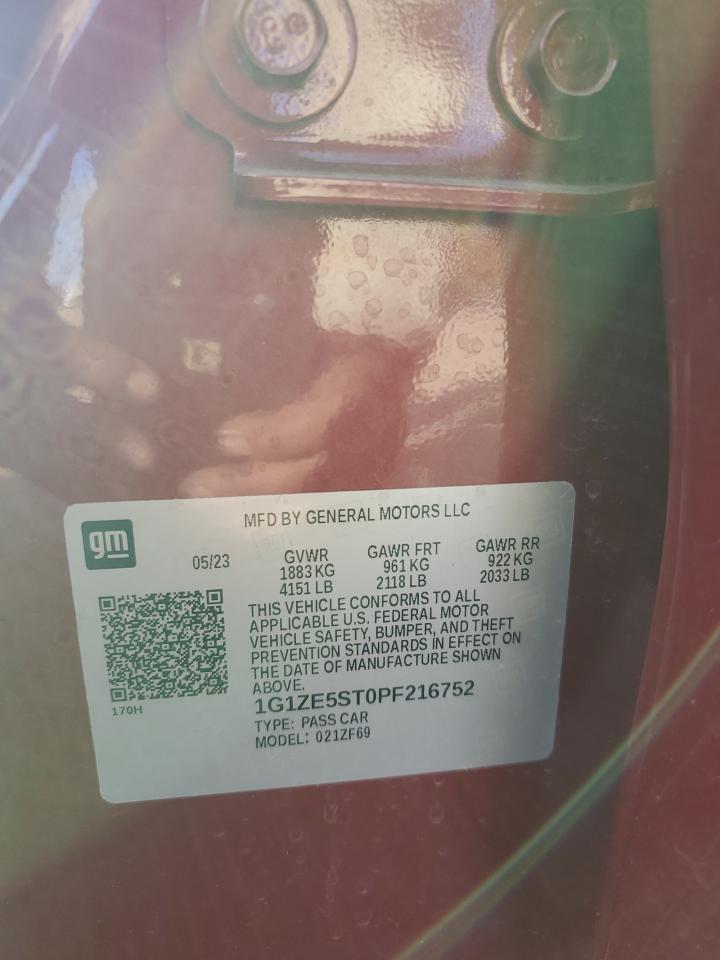 MFD BY GENERAL MOTORS LLC
gm
05/23
GVWR
1883 KG
4151 LB
GAWR FRT
961 KG
2118 LB
GAWR RR
922 KG
2033 LB
THIS VEHICLE CONFORMS TO ALL
APPLICABLE U.S. FEDERAL MOTOR
VEHICLE SAFETY, BUMPER, AND THEFT
PREVENTION STANDARDS IN EFFECT ON
THE DATE OF MANUFACTURE SHOWN
ABOVE.
170H
1G1ZE5ST0PF216752
TYPE: PASS CAR
MODEL: 021ZF69